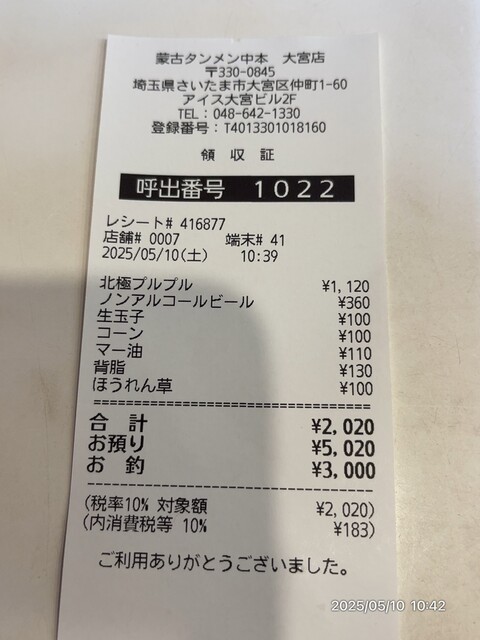 蒙古タンメン中本　大宮店
〒330-0845
埼玉県さいたま市大宮区仲町1-60
アイス大宮ビル2F
TEL：048-642-1330
登録番号：T4013301018160
領 収 証
呼出番号　１０２２
レシート# 416877
店舗# 0007　端末# 41
2025/05/10(土)　10:39
北極プルプル　¥1,120
ノンアルコールビール　¥360
生玉子　¥100
コーン　¥100
マー油　¥110
背脂　¥130
ほうれん草　¥100
合　計　¥2,020
お預り　¥5,020
お　釣　¥3,000
(税率10% 対象額　¥2,020)
(内消費税等 10%　¥183)
ご利用ありがとうございました。
2025/05/10 10:42